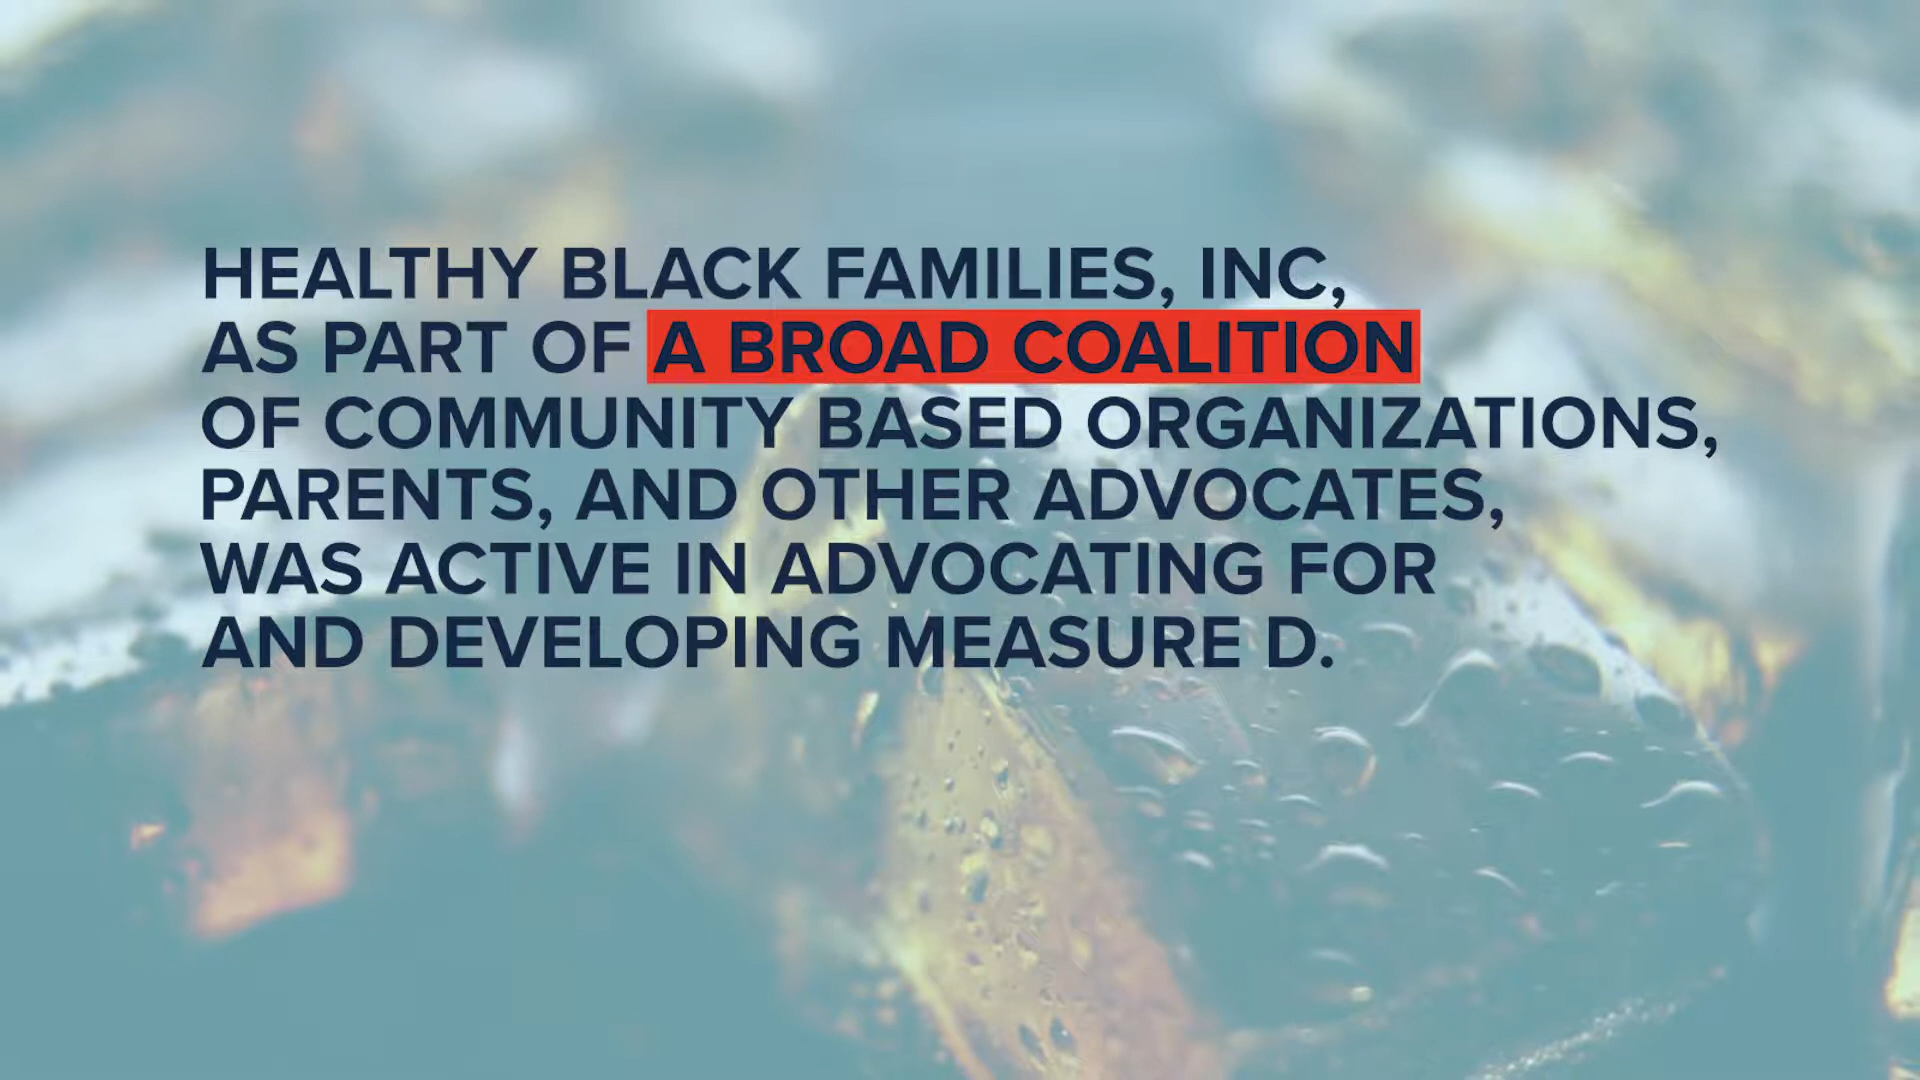 HEALTHY BLACK FAMILIES, INC,
AS PART OF A BROAD COALITION
OF COMMUNITY BASED ORGANIZATIONS,
PARENTS, AND OTHER ADVOCATES,
WAS ACTIVE IN ADVOCATING FOR
AND DEVELOPING MEASURE D.